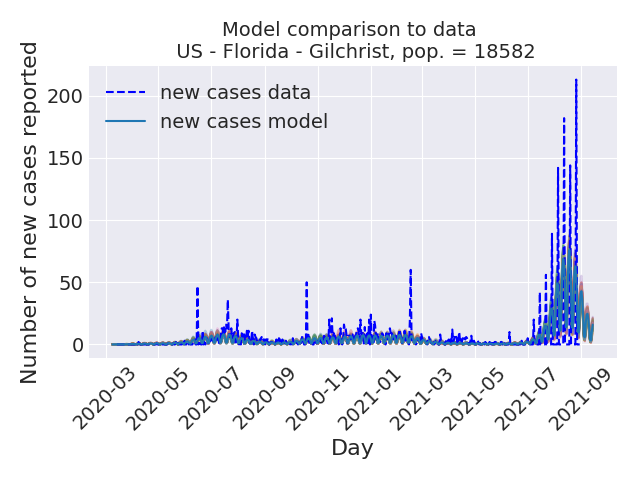 Model comparison to data
US - Florida - Gilchrist, pop. = 18582
Number of new cases reported
200
150
100
50
0
new cases data
new cases model
2020-03
2020-05
2020-07
2020-09
2020-11
2021-01
2021-03
2021-05
2021-07
2021-09
Day